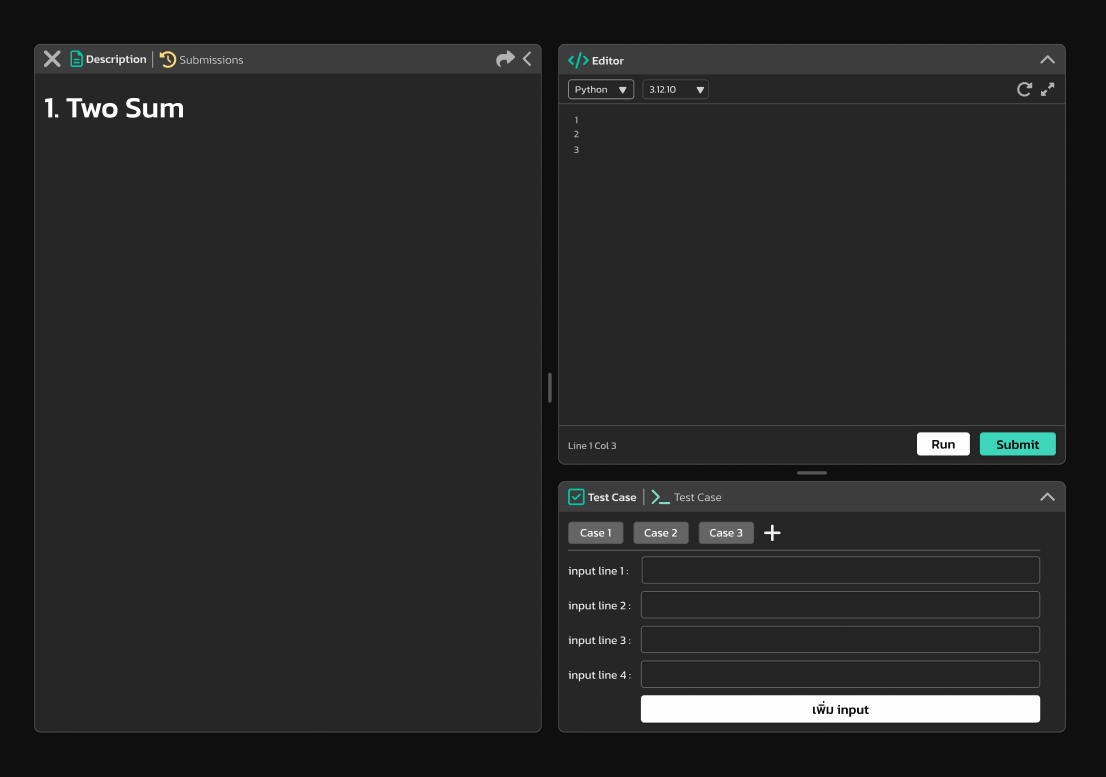 Description
Submissions
1. Two Sum
</> Editor
Python
3.12.10
1
2
3
Line 1 Col 3
Run
Submit
Test Case
Test Case
Case 1
Case 2
Case 3
input line 1 :
input line 2 :
input line 3 :
input line 4 :
เพิ่ม input